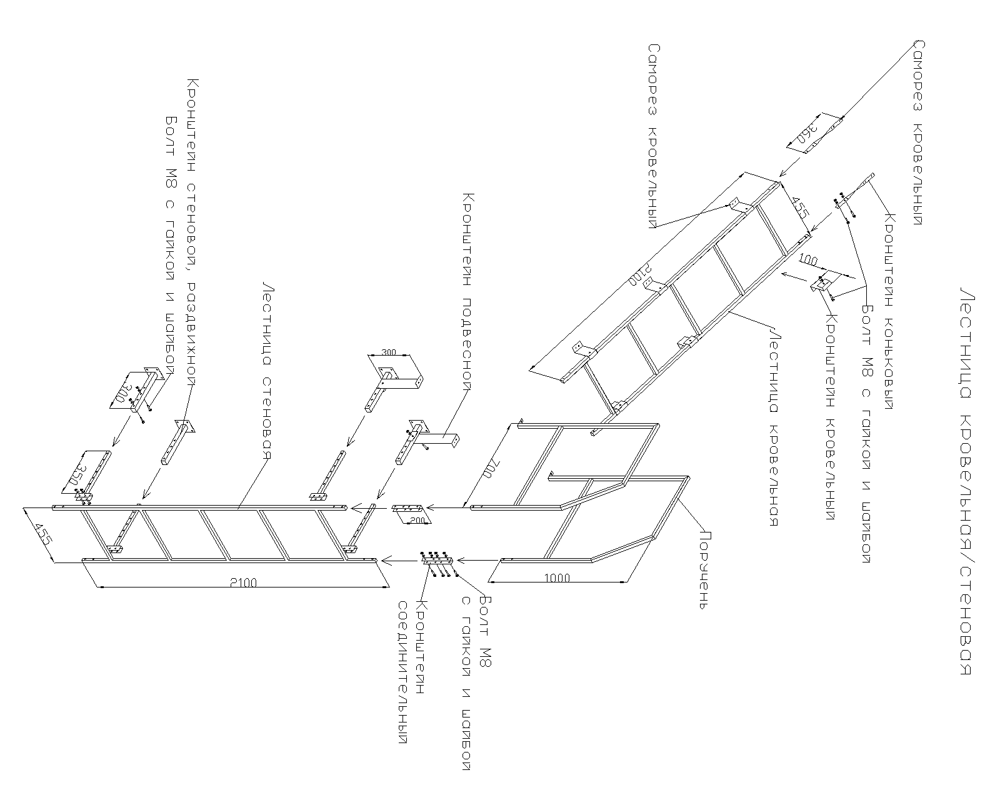 Лестница кровельная/стеновая
Саморез кровельный
Кронштейн коньковый
Болт М8 с гайкой и шайбой
Кронштейн кровельный
Лестница кровельная
Поручень
Саморез кровельный
360
455
100
2100
Кронштейн подвесной
Болт М8
с гайкой и шайбой
Кронштейн
соединительный
700
1000
200
300
Лестница стеновая
2100
Кронштейн стеновой, раздвижной
Болт М8 с гайкой и шайбой
300
350
455